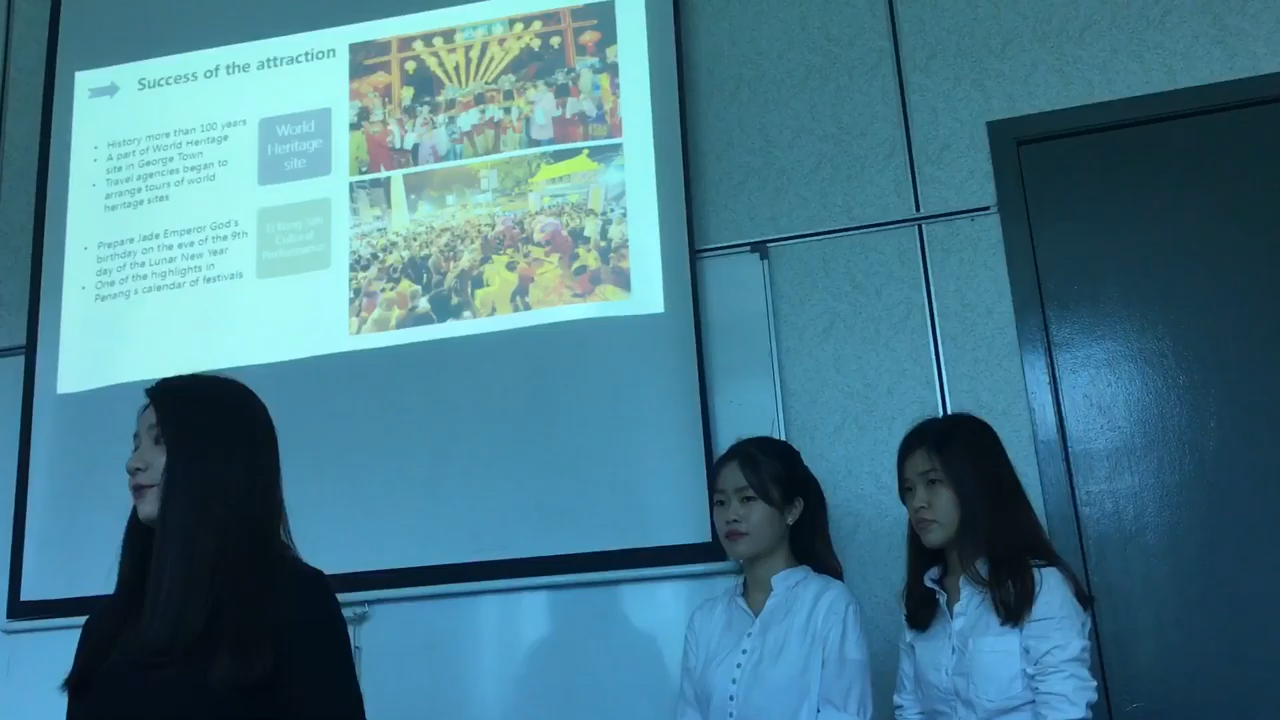 Success of the attraction
• History more than 100 years
• A part of World Heritage
site in George Town
• Travel agencies began to
arrange tours of world
heritage sites
World
Heritage
site
• Prepare Jade Emperor God's
birthday on the eve of the 9th
day of the Lunar New Year
• One of the highlights in
Penang's calendar of festivals
Cultural